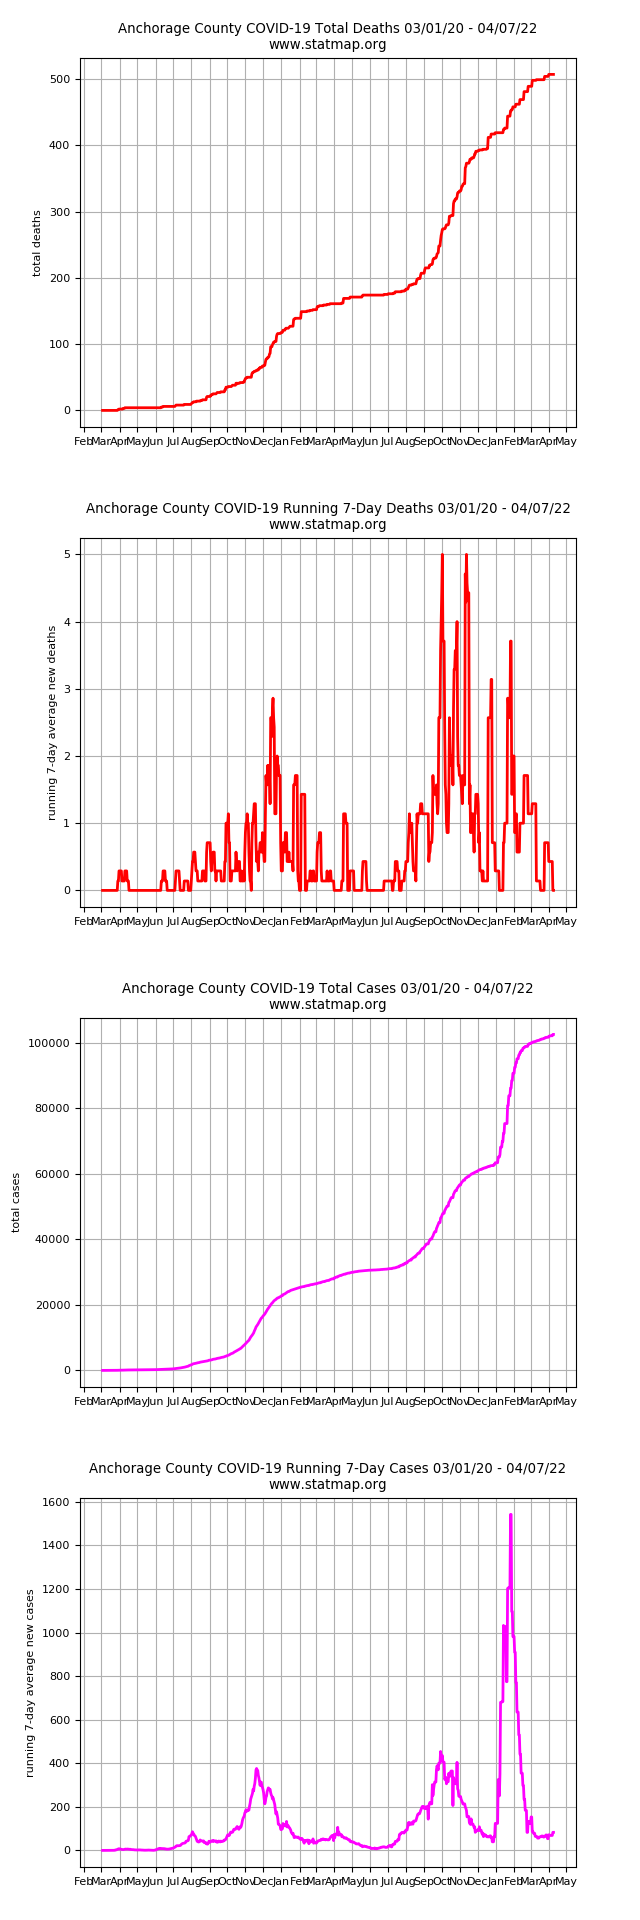 Anchorage County COVID-19 Total Deaths 03/01/20 - 04/07/22
www.statmap.org
500
400
300
200
100
0
total deaths
Feb Mar Apr May Jun Jul Aug Sep Oct Nov Dec Jan Feb Mar Apr May Jun Jul Aug Sep Oct Nov Dec Jan Feb Mar Apr May
Anchorage County COVID-19 Running 7-Day Deaths 03/01/20 - 04/07/22
www.statmap.org
5
4
3
2
1
0
running 7-day average new deaths
Feb Mar Apr May Jun Jul Aug Sep Oct Nov Dec Jan Feb Mar Apr May Jun Jul Aug Sep Oct Nov Dec Jan Feb Mar Apr May
Anchorage County COVID-19 Total Cases 03/01/20 - 04/07/22
www.statmap.org
100000
80000
60000
40000
20000
0
total cases
Feb Mar Apr May Jun Jul Aug Sep Oct Nov Dec Jan Feb Mar Apr May Jun Jul Aug Sep Oct Nov Dec Jan Feb Mar Apr May
Anchorage County COVID-19 Running 7-Day Cases 03/01/20 - 04/07/22
www.statmap.org
1600
1400
1200
1000
800
600
400
200
0
running 7-day average new cases
Feb Mar Apr May Jun Jul Aug Sep Oct Nov Dec Jan Feb Mar Apr May Jun Jul Aug Sep Oct Nov Dec Jan Feb Mar Apr May